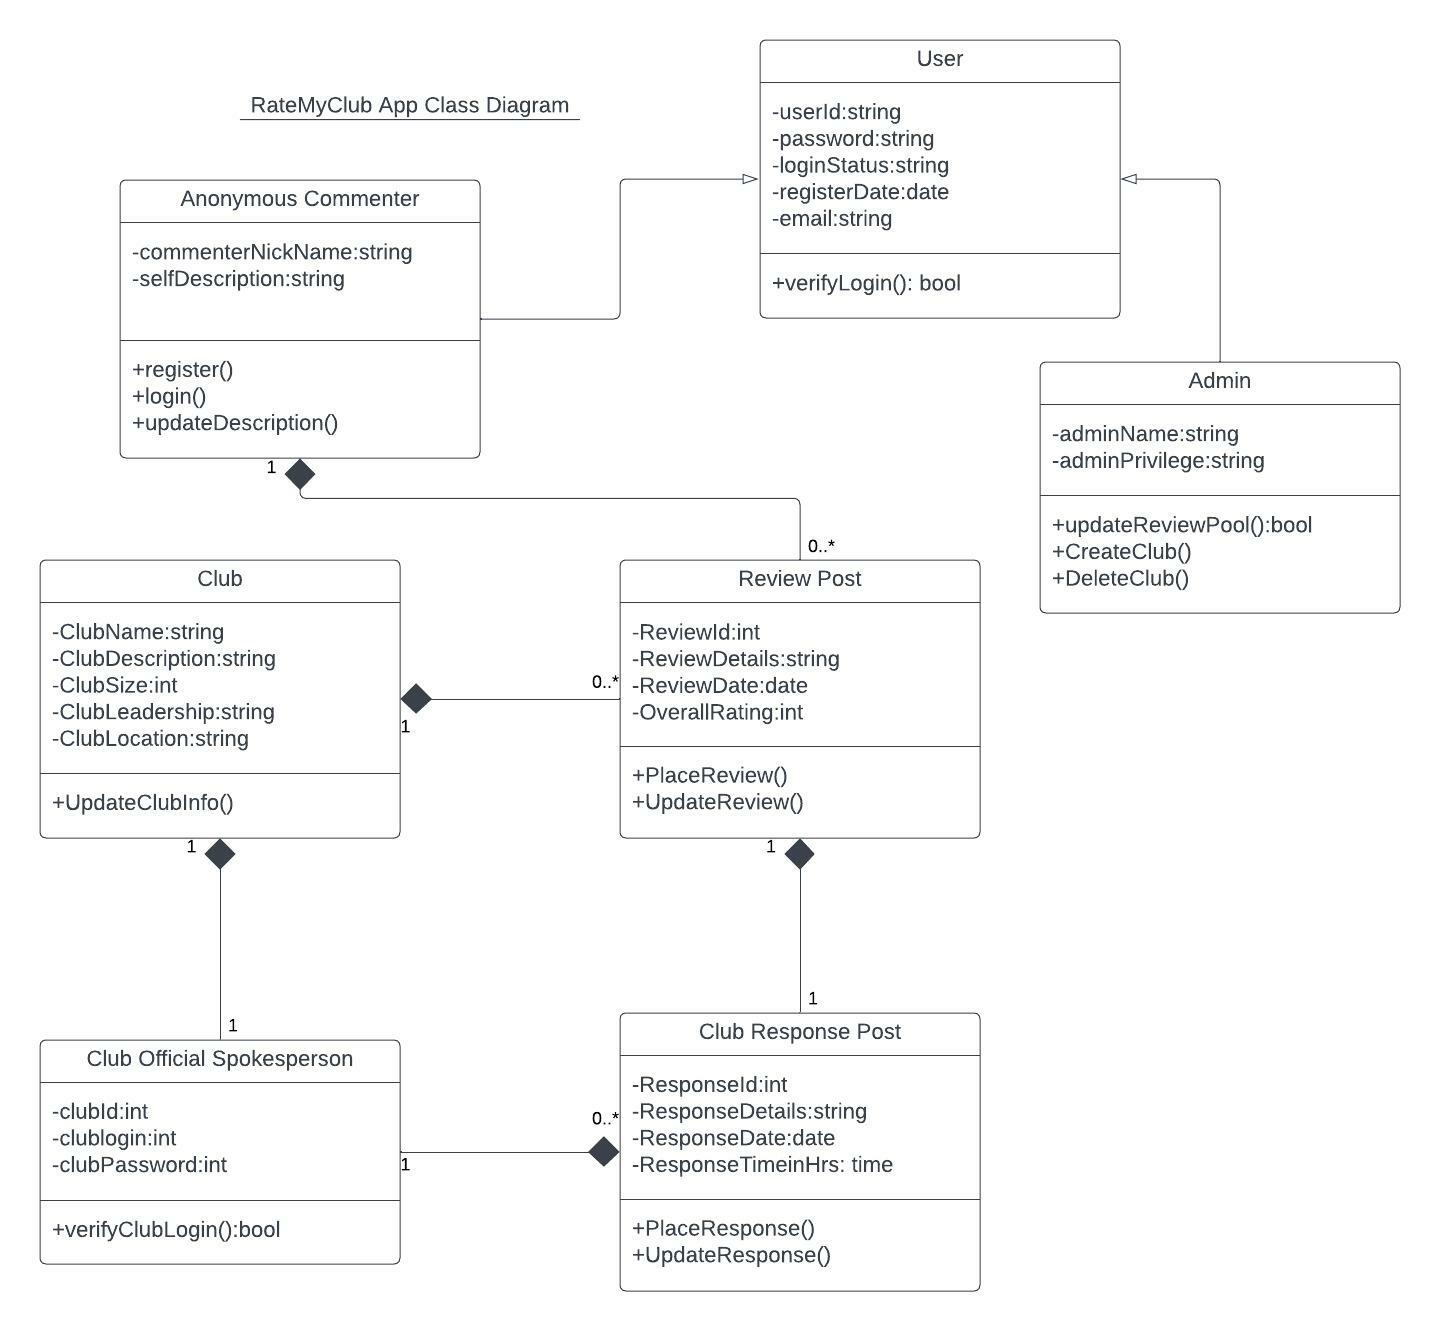 RateMyClub App Class Diagram
User
-userId:string
-password:string
-loginStatus:string
-registerDate:date
-email:string
+verifyLogin(): bool
Anonymous Commenter
-commenterNickName:string
-selfDescription:string
+register()
+login()
+updateDescription()
1
0..*
Admin
-adminName:string
-adminPrivilege:string
+updateReviewPool():bool
+CreateClub()
+DeleteClub()
Club
-ClubName:string
-ClubDescription:string
-ClubSize:int
-ClubLeadership:string
-ClubLocation:string
+UpdateClubInfo()
1
0..*
Review Post
-ReviewId:int
-ReviewDetails:string
-ReviewDate:date
-OverallRating:int
+PlaceReview()
+UpdateReview()
1
1
1
1
Club Official Spokesperson
-clubId:int
-clublogin:int
-clubPassword:int
+verifyClubLogin():bool
1
0..*
Club Response Post
-ResponseId:int
-ResponseDetails:string
-ResponseDate:date
-ResponseTimeinHrs: time
+PlaceResponse()
+UpdateResponse()